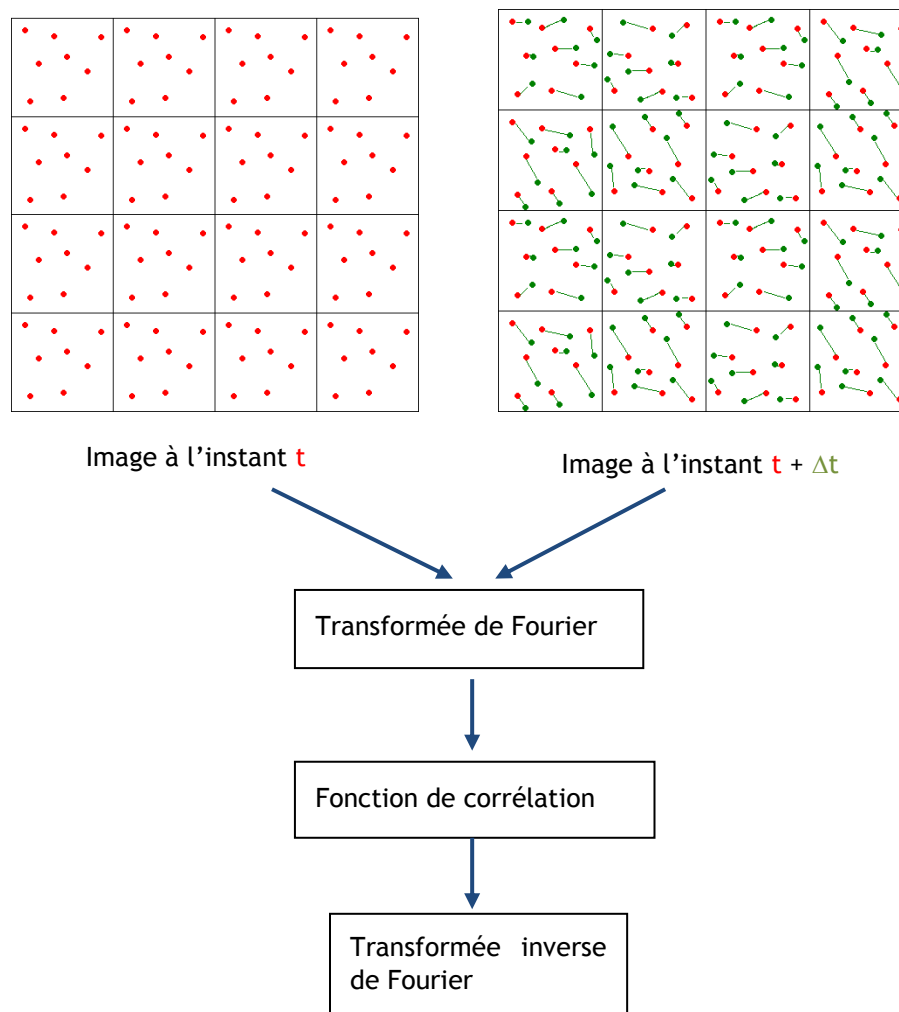 Image à l'instant t
Image à l'instant t + Δt
Transformée de Fourier
Fonction de corrélation
Transformée inverse
de Fourier